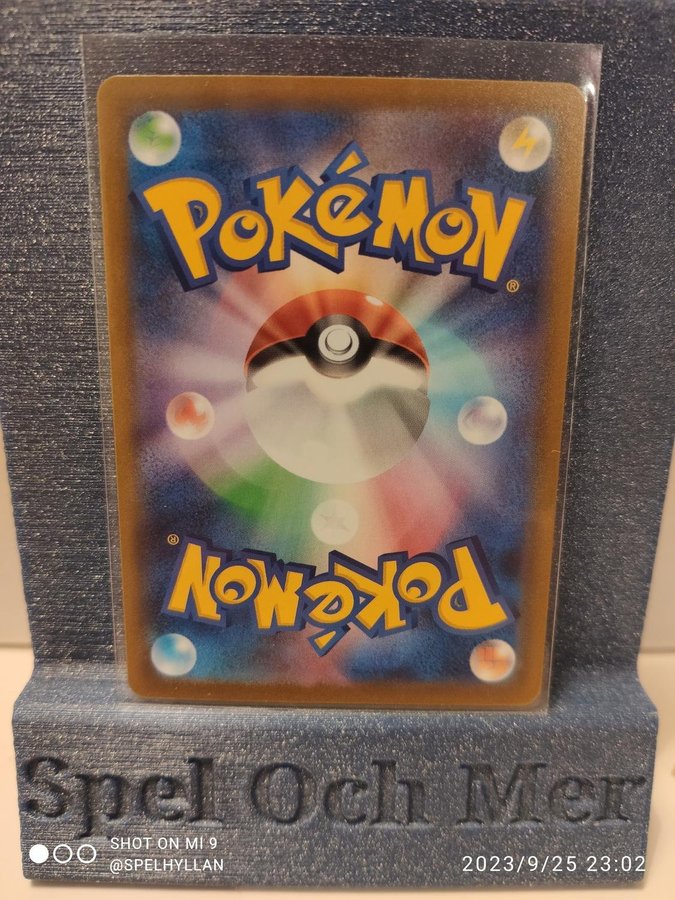 POKéMON
®
®
POKéMON
Spel Och Mer
SHOT ON MI 9
@SPELHYLLAN
2023/9/25 23:02